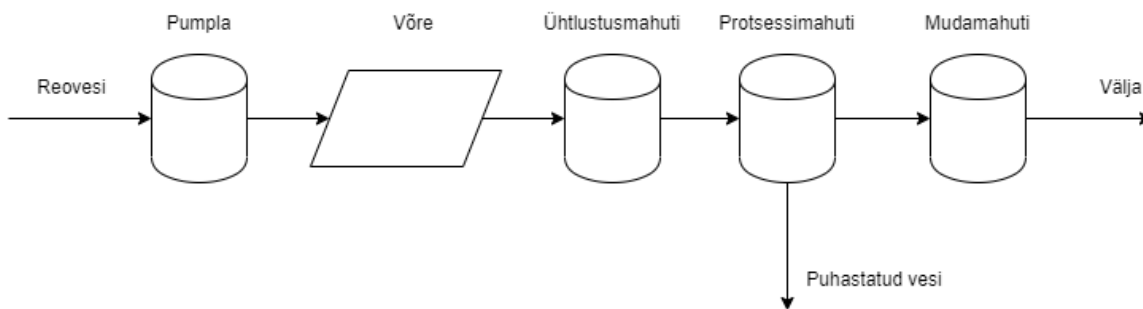 Pumpla
Võre
Ühtlustusmahuti
Protsessimahuti
Mudamahuti
Reovesi
Välja
Puhastatud vesi